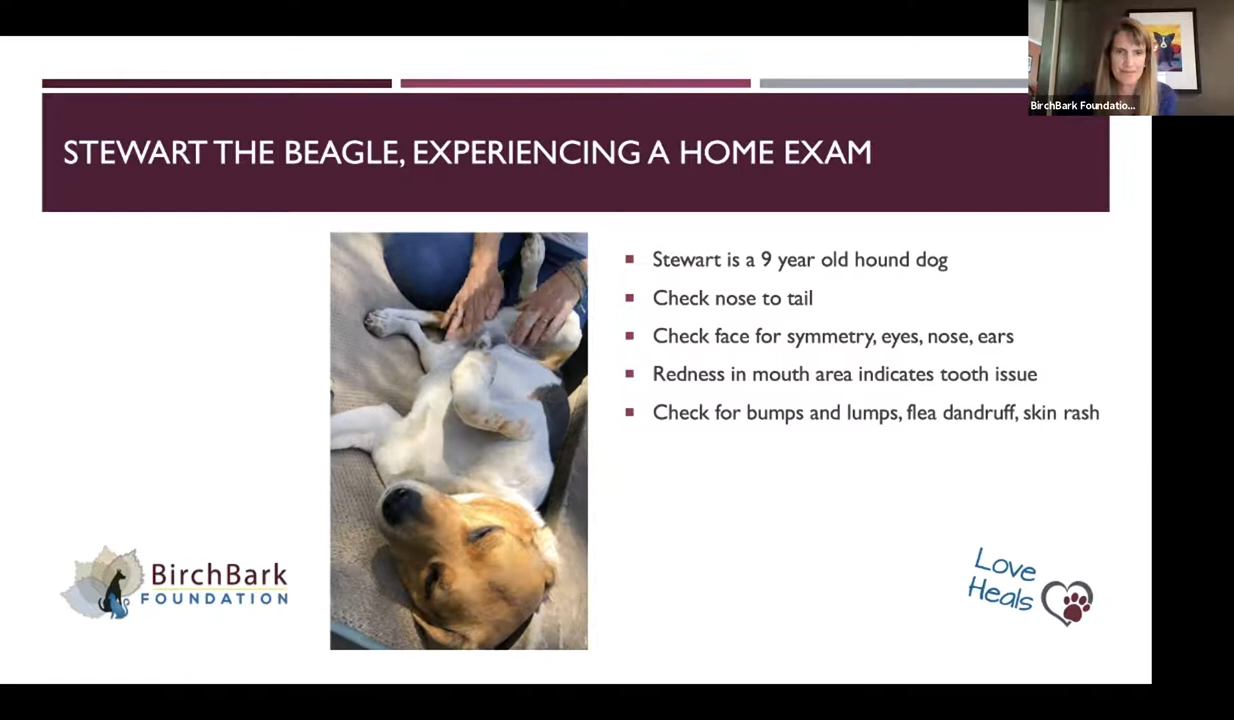 BirchBark Foundatio...
STEWART THE BEAGLE, EXPERIENCING A HOME EXAM
Stewart is a 9 year old hound dog
Check nose to tail
Check face for symmetry, eyes, nose, ears
Redness in mouth area indicates tooth issue
Check for bumps and lumps, flea dandruff, skin rash
BirchBark
FOUNDATION
Love
Heals